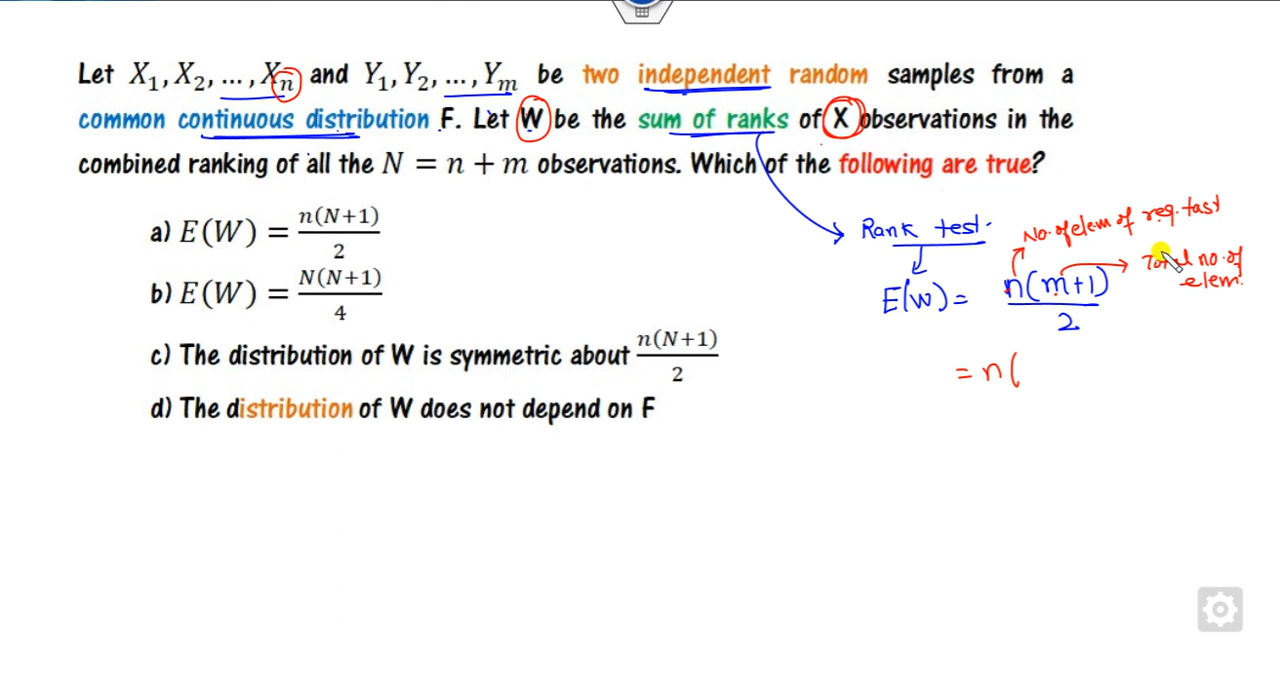 Let X₁, X₂, ..., Xₙ and Y₁, Y₂, ..., Yₘ be two independent random samples from a
common continuous distribution F. Let W be the sum of ranks of X observations in the
combined ranking of all the N = n + m observations. Which of the following are true?
a) E(W) = n(N+1)/2
b) E(W) = N(N+1)/4
c) The distribution of W is symmetric about n(N+1)/2
d) The distribution of W does not depend on F
Rank test.
No. of elem of req. tast
E(W) = n(m+1)/2
Total no. of
elem.
= n(